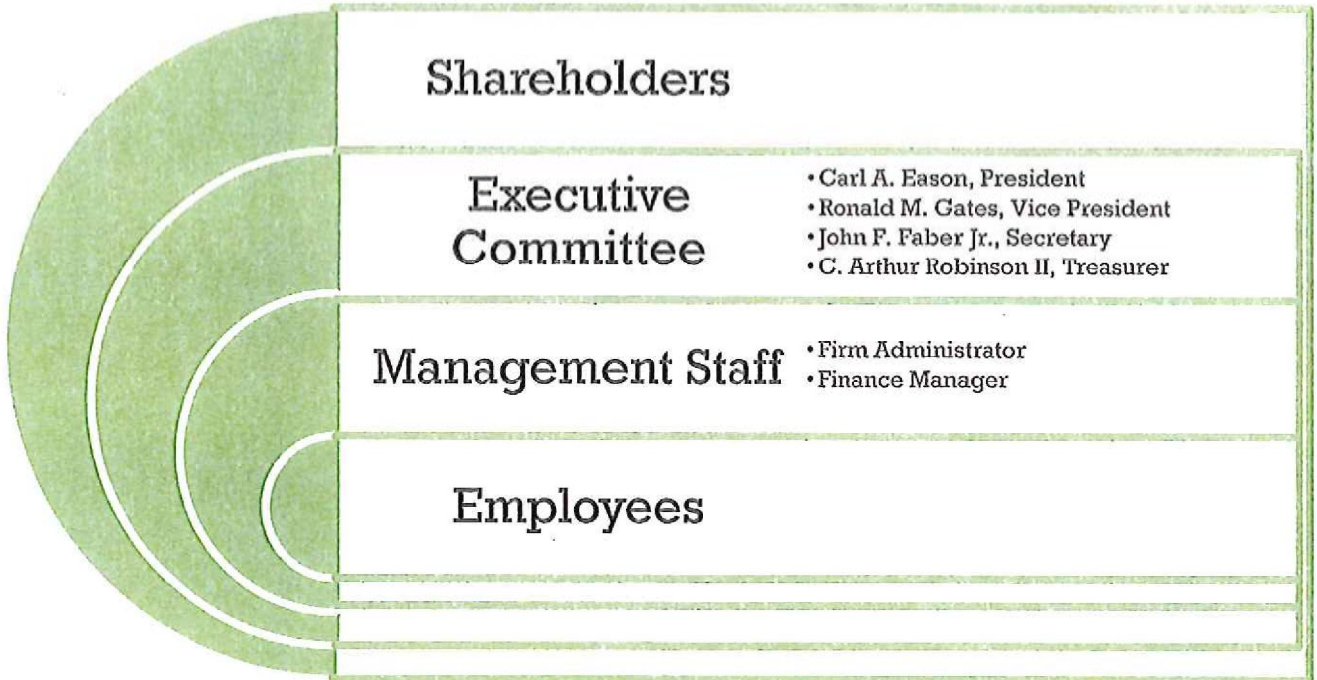 Shareholders
Executive
Committee
•Carl A. Eason, President
•Ronald M. Gates, Vice President
•John F. Faber Jr., Secretary
•C. Arthur Robinson II, Treasurer
Management Staff
•Firm Administrator
•Finance Manager
Employees